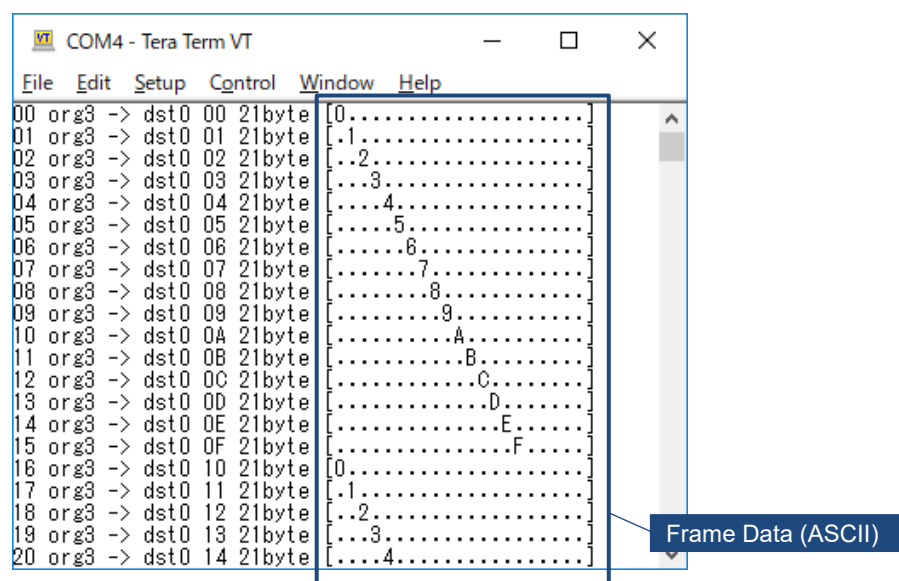 COM4 - Tera Term VT
File Edit Setup Control Window Help
00 org3 -> dst0 00 21byte [0....................]
01 org3 -> dst0 01 21byte [.1...................]
02 org3 -> dst0 02 21byte [..2..................]
03 org3 -> dst0 03 21byte [...3.................]
04 org3 -> dst0 04 21byte [....4................]
05 org3 -> dst0 05 21byte [.....5...............]
06 org3 -> dst0 06 21byte [......6..............]
07 org3 -> dst0 07 21byte [.......7.............]
08 org3 -> dst0 08 21byte [........8............]
09 org3 -> dst0 09 21byte [.........9...........]
10 org3 -> dst0 0A 21byte [..........A..........]
11 org3 -> dst0 0B 21byte [...........B.........]
12 org3 -> dst0 0C 21byte [............C........]
13 org3 -> dst0 0D 21byte [.............D.......]
14 org3 -> dst0 0E 21byte [..............E......]
15 org3 -> dst0 0F 21byte [...............F.....]
16 org3 -> dst0 10 21byte [0....................]
17 org3 -> dst0 11 21byte [.1...................]
18 org3 -> dst0 12 21byte [..2..................]
19 org3 -> dst0 13 21byte [...3.................]
20 org3 -> dst0 14 21byte [....4................]
Frame Data (ASCII)